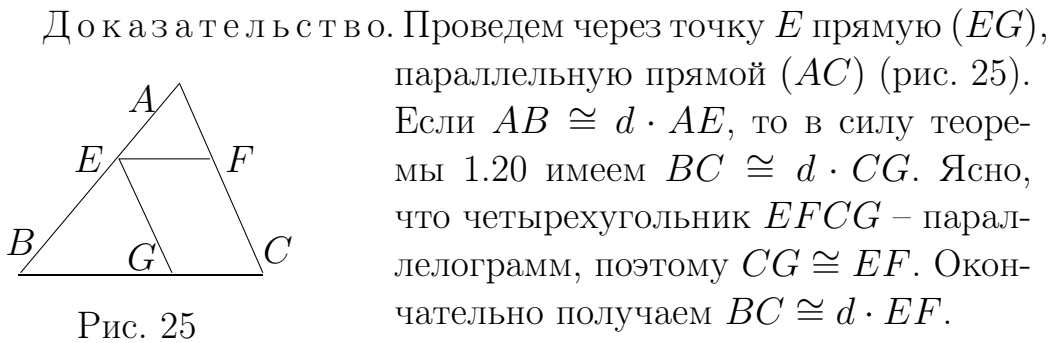 Доказательство. Проведем через точку E прямую (EG),
параллельную прямой (AC) (рис. 25).
Если AB ≅ d · AE, то в силу теоре-
мы 1.20 имеем BC ≅ d · CG. Ясно,
что четырехугольник EFCG – парал-
лелограмм, поэтому CG ≅ EF. Окон-
чательно получаем BC ≅ d · EF.
A
E F
B G C
Рис. 25